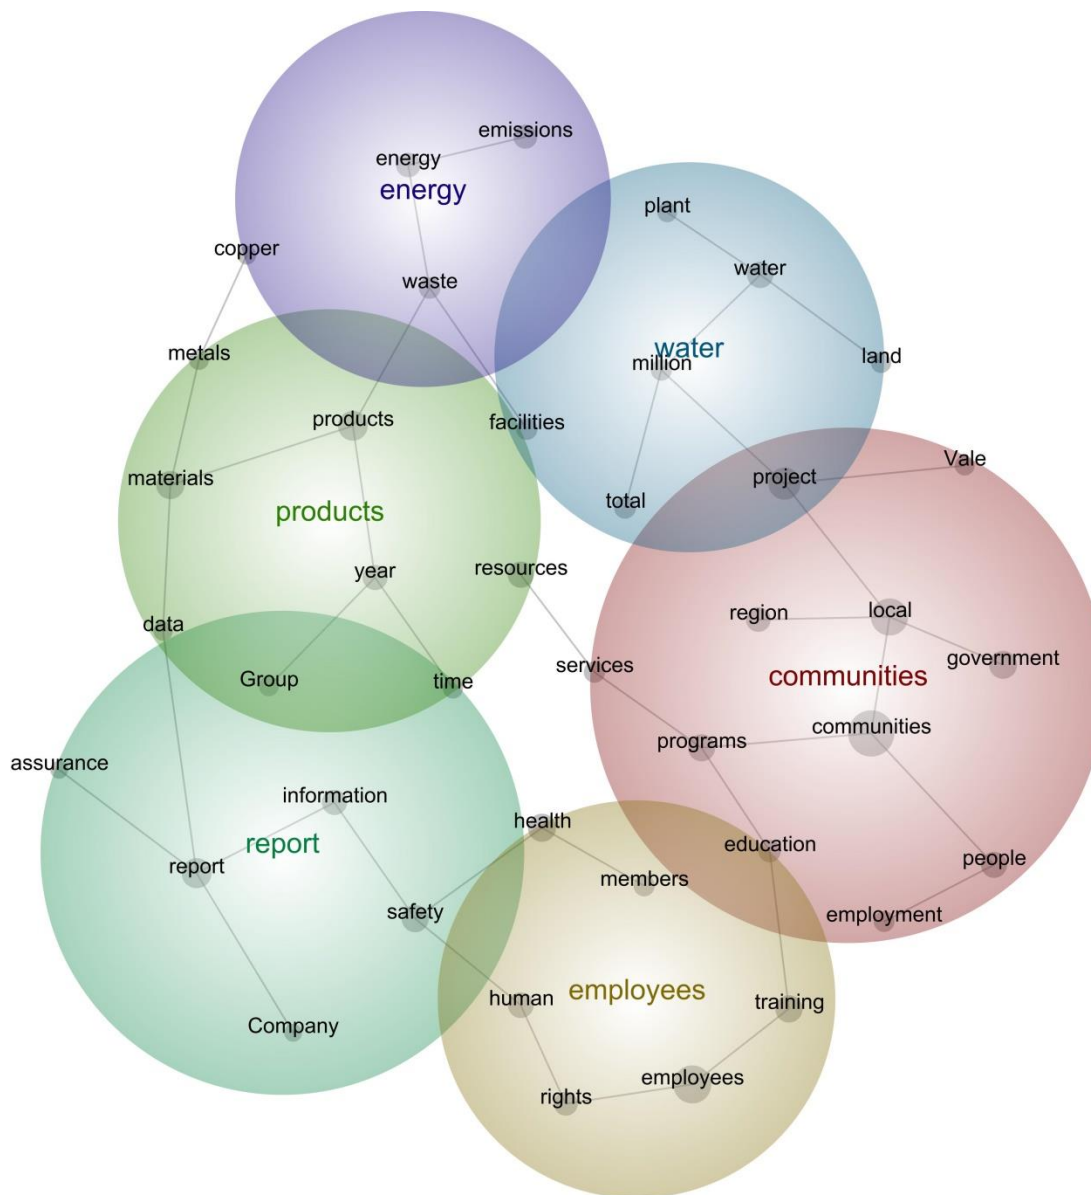 emissions
energy
energy
plant
copper
water
waste
metals
water
land
million
products
facilities
Vale
materials
project
total
products
year
resources
region
local
data
government
services
Group
time
communities
communities
programs
assurance
information
health
report
education
report
people
members
safety
employment
human
employees
training
Company
employees
rights